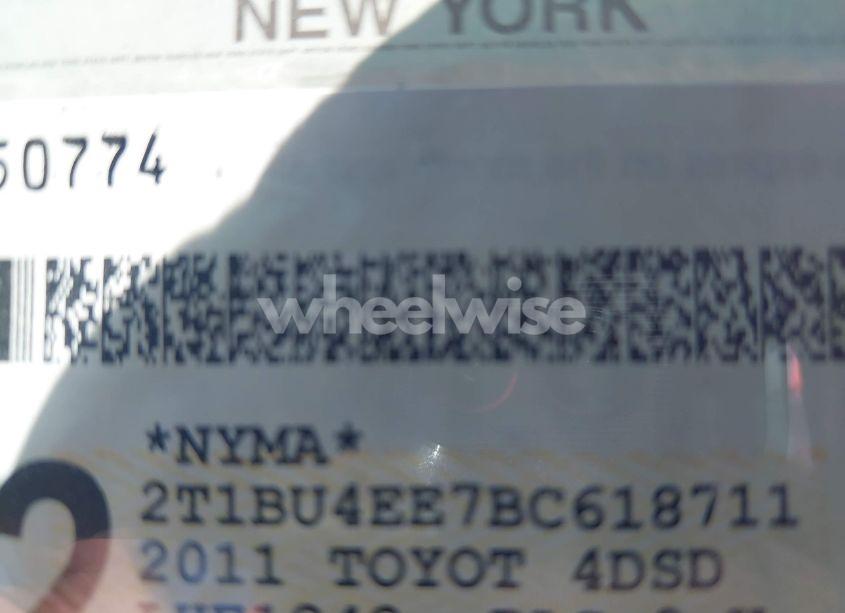 NEW YORK
50774
wheelwise
*NYMA*
2T1BU4EE7BC618711
2011 TOYOT 4DSD